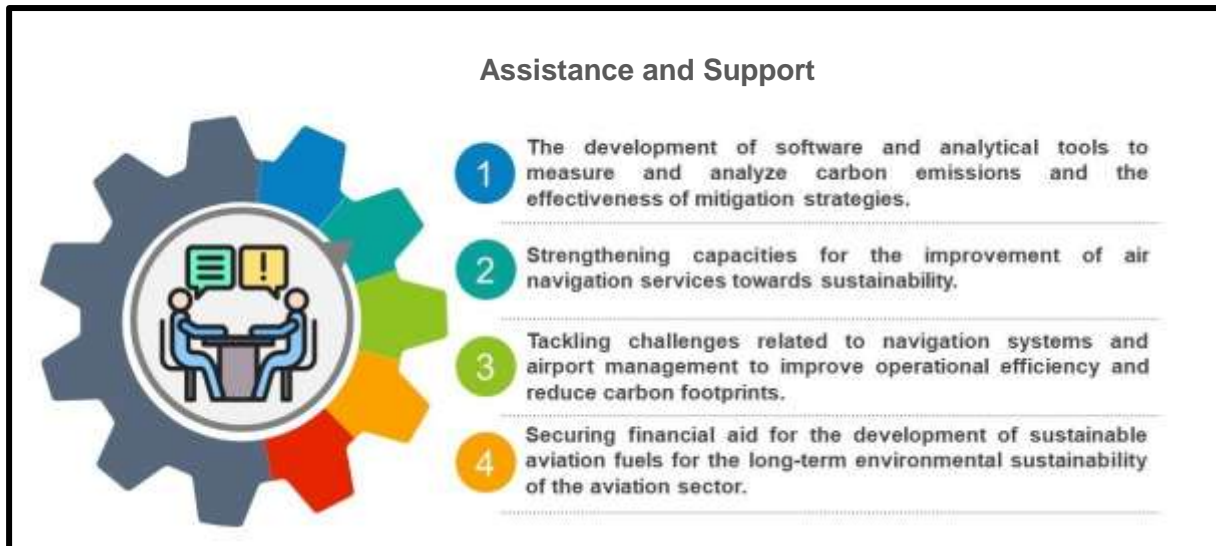 Assistance and Support
1
The development of software and analytical tools to
measure and analyze carbon emissions and the
effectiveness of mitigation strategies.
2
Strengthening capacities for the improvement of air
navigation services towards sustainability.
3
Tackling challenges related to navigation systems and
airport management to improve operational efficiency and
reduce carbon footprints.
4
Securing financial aid for the development of sustainable
aviation fuels for the long-term environmental sustainability
of the aviation sector.